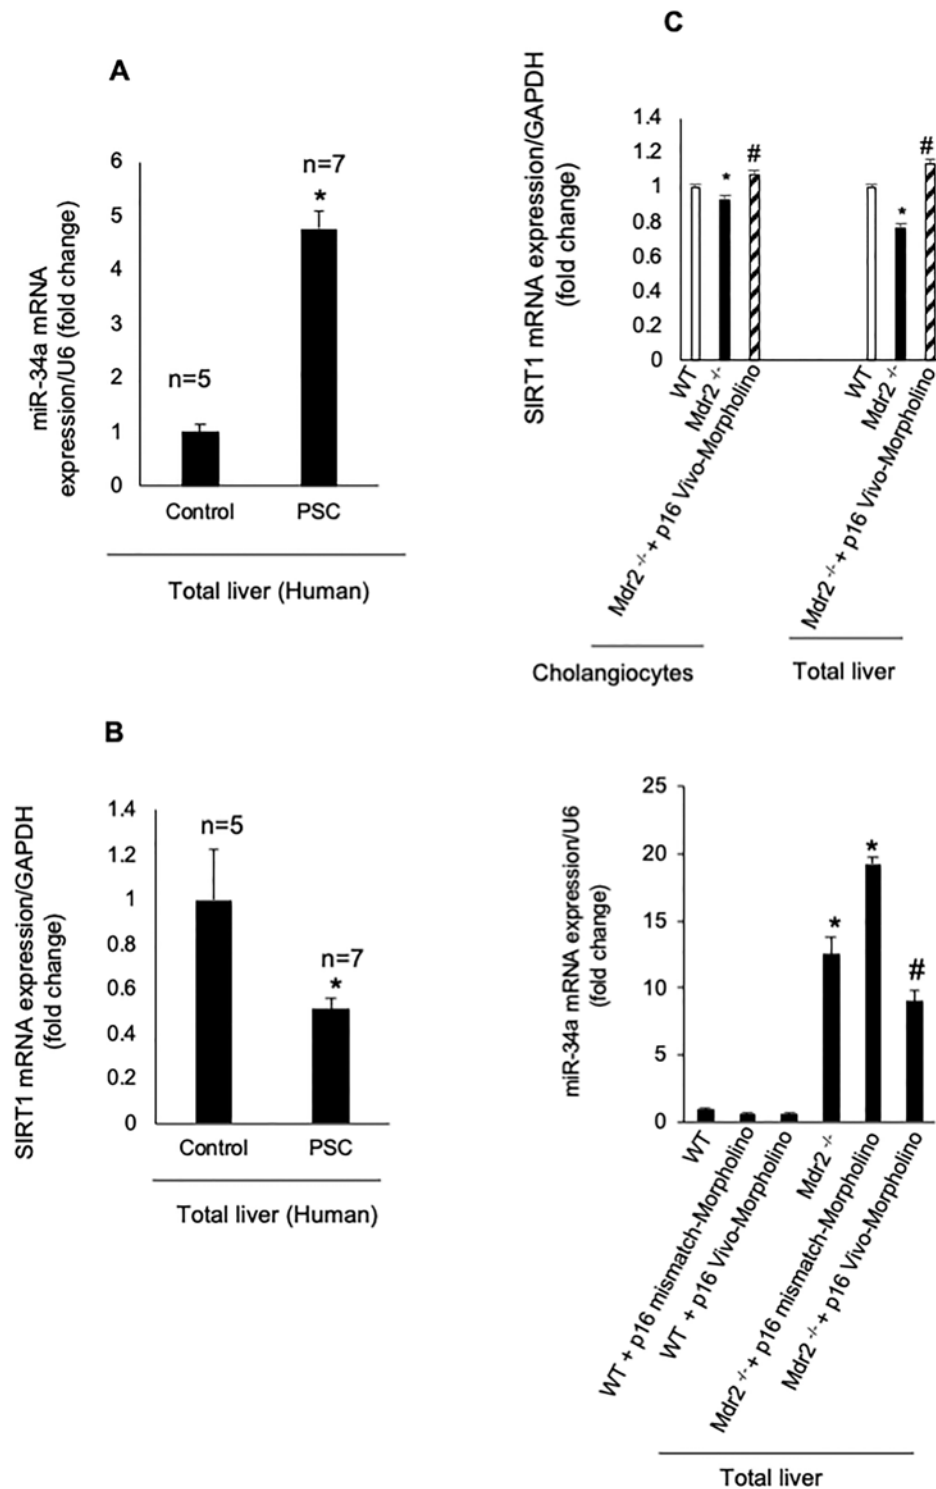 A
miR-34a mRNA
expression/U6 (fold change)
6
5
4
3
2
1
0
n=5
n=7
*
Control
PSC
Total liver (Human)
B
SIRT1 mRNA expression/GAPDH
(fold change)
1.4
1.2
1
0.8
0.6
0.4
0.2
0
n=5
n=7
*
Control
PSC
Total liver (Human)
C
SIRT1 mRNA expression/GAPDH
(fold change)
1.4
1.2
1
0.8
0.6
0.4
0.2
0
*
#
*
#
WT
Mdr2 -/-
Mdr2 -/- + p16 Vivo-Morpholino
WT
Mdr2 -/-
Mdr2 -/- + p16 Vivo-Morpholino
Cholangiocytes
Total liver
miR-34a mRNA expression/U6
(fold change)
25
20
15
10
5
0
*
*
#
WT
WT + p16 mismatch-Morpholino
WT + p16 Vivo-Morpholino
Mdr2 -/-
Mdr2 -/- + p16 mismatch-Morpholino
Mdr2 -/- + p16 Vivo-Morpholino
Total liver